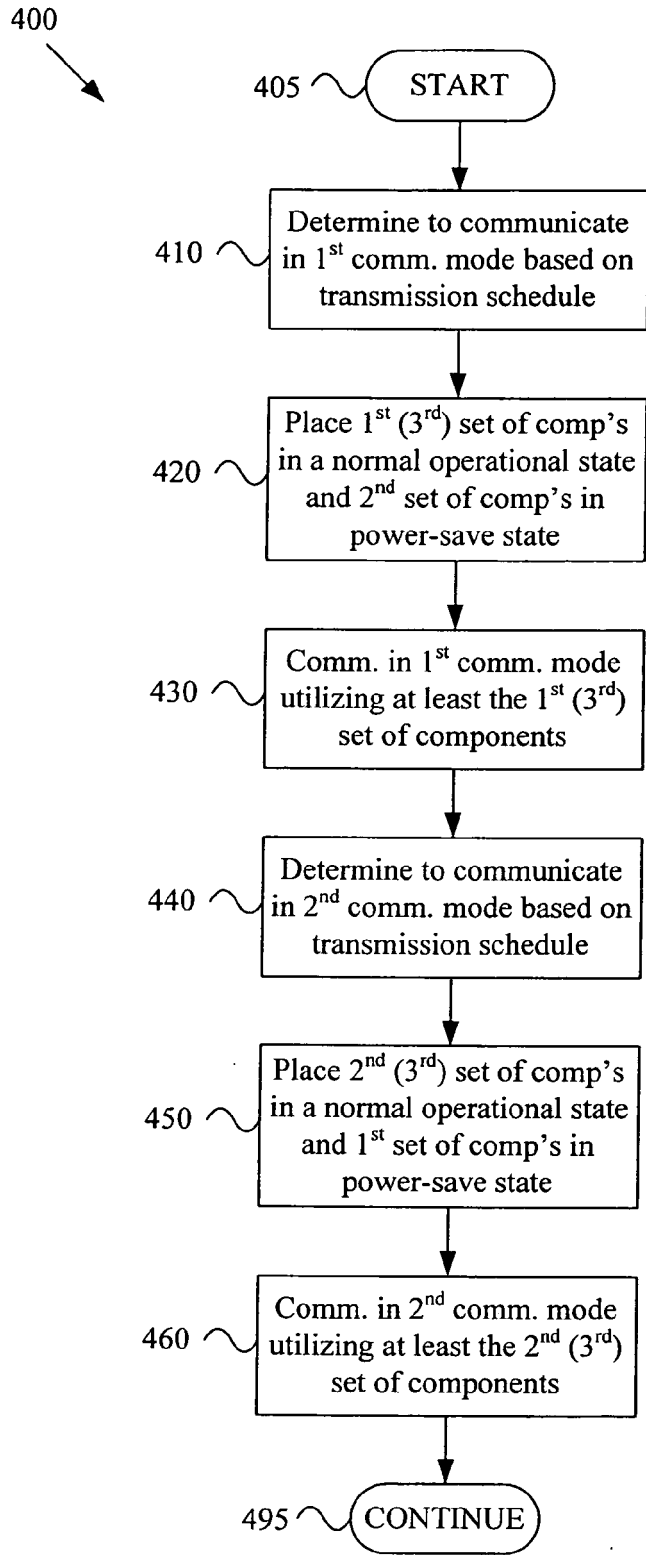 400
405
START
410
Determine to communicate
in 1st comm. mode based on
transmission schedule
420
Place 1st (3rd) set of comp's
in a normal operational state
and 2nd set of comp's in
power-save state
430
Comm. in 1st comm. mode
utilizing at least the 1st (3rd)
set of components
440
Determine to communicate
in 2nd comm. mode based on
transmission schedule
450
Place 2nd (3rd) set of comp's
in a normal operational state
and 1st set of comp's in
power-save state
460
Comm. in 2nd comm. mode
utilizing at least the 2nd (3rd)
set of components
495
CONTINUE